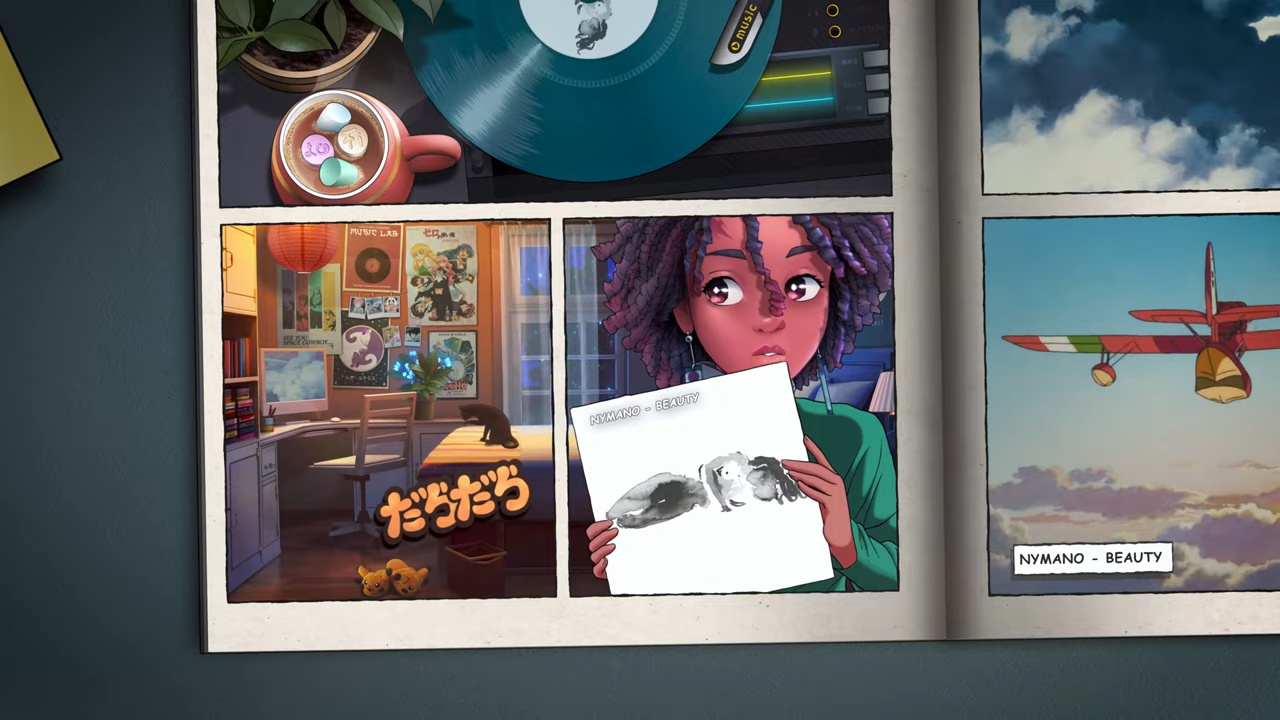 music
MUSIC LAB
SEE YOU
SPACE COWBOY...
だらだら
NYMANO - BEAUTY
NYMANO - BEAUTY